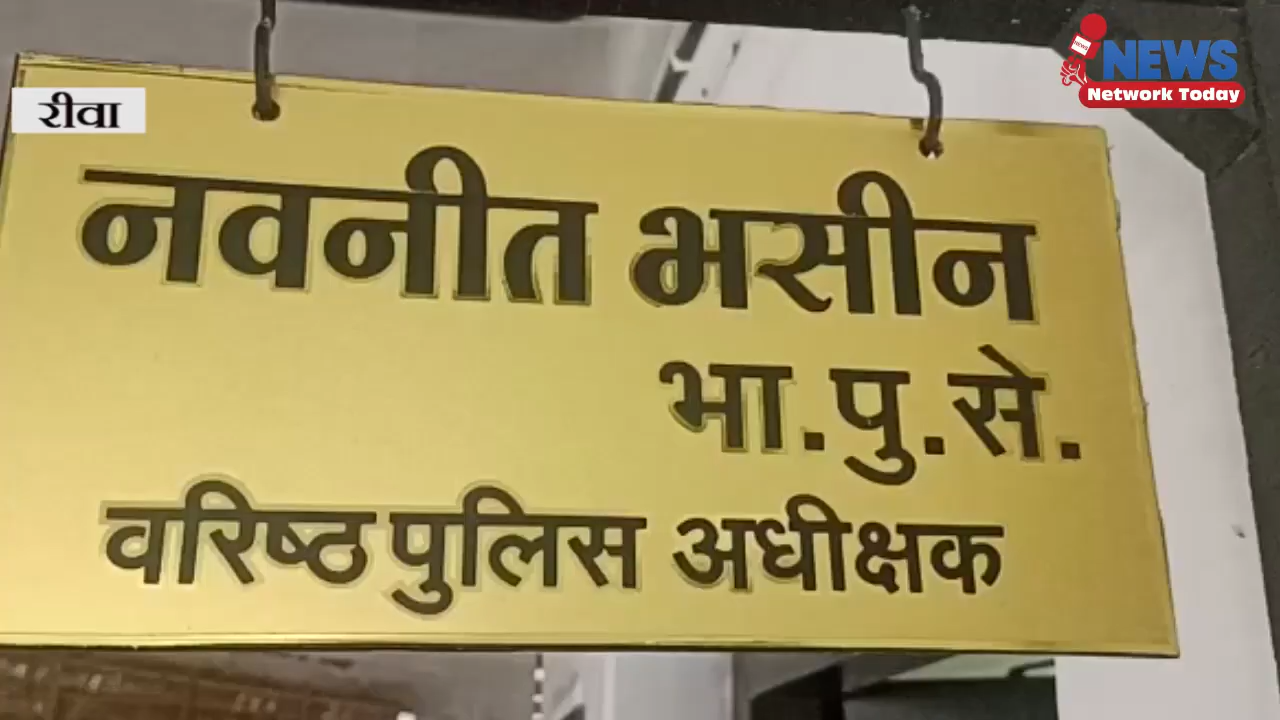 रीवा
iNEWS
Network Today
नवनीत भसीन
भा.पु.से.
वरिष्ठ पुलिस अधीक्षक